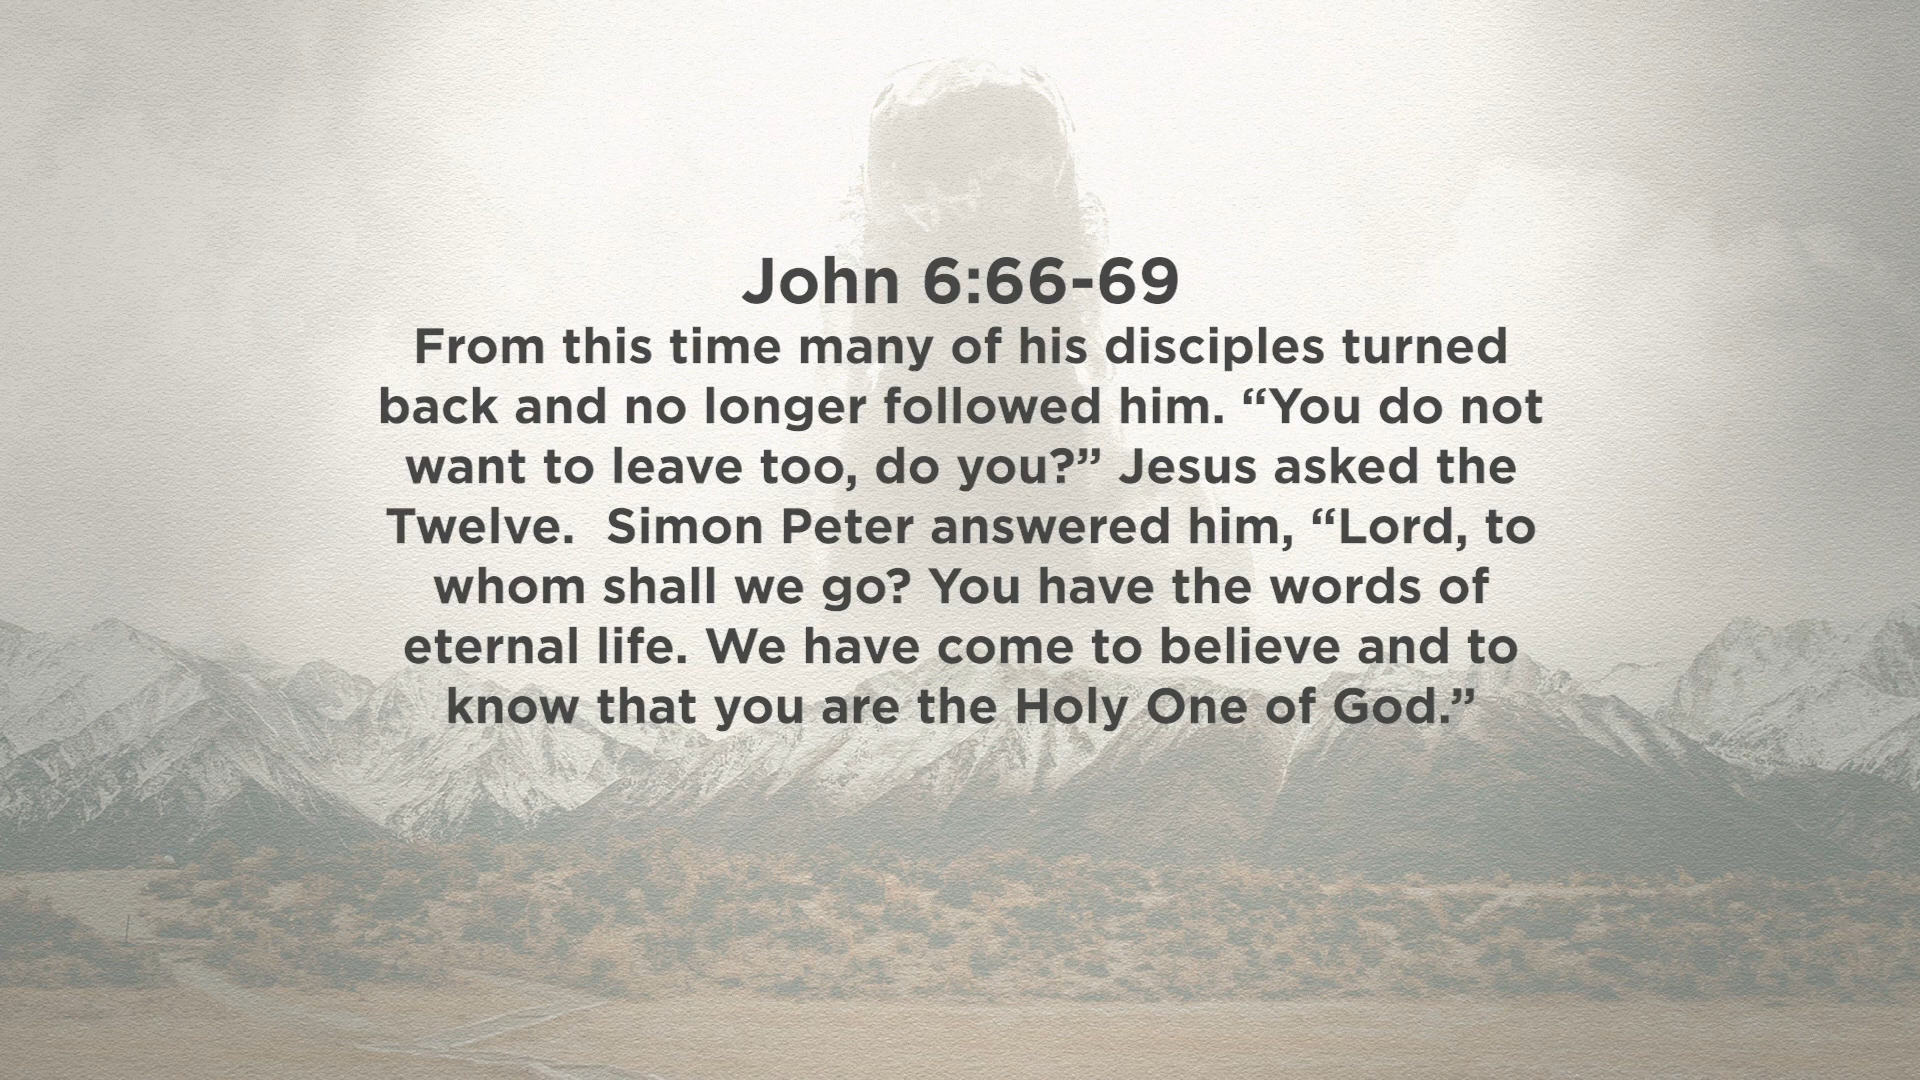 John 6:66-69
From this time many of his disciples turned
back and no longer followed him. “You do not
want to leave too, do you?” Jesus asked the
Twelve.  Simon Peter answered him, “Lord, to
whom shall we go? You have the words of
eternal life. We have come to believe and to
know that you are the Holy One of God.”